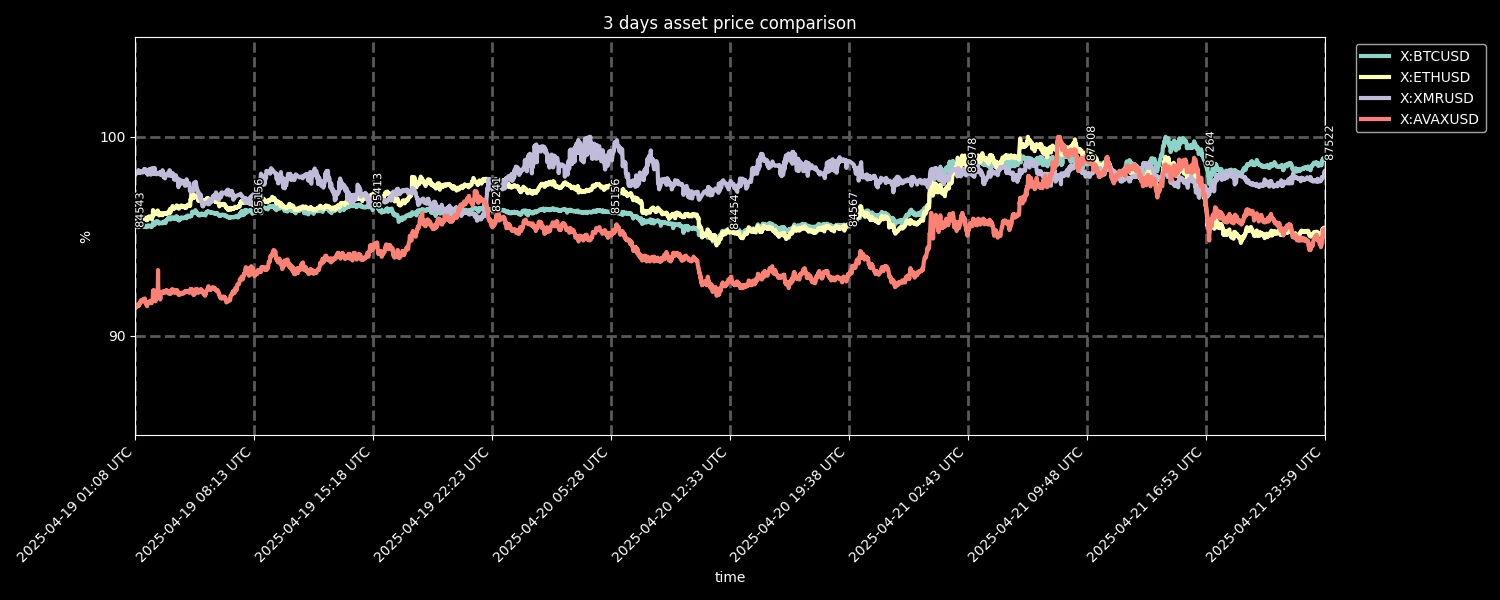 3 days asset price comparison
X:BTCUSD
X:ETHUSD
X:XMRUSD
X:AVAXUSD
100
90
%
84543
85156
85413
85241
85156
84454
84567
86978
87508
87264
87522
2025-04-19 01:08 UTC
2025-04-19 08:13 UTC
2025-04-19 15:18 UTC
2025-04-19 22:23 UTC
2025-04-20 05:28 UTC
2025-04-20 12:33 UTC
2025-04-20 19:38 UTC
2025-04-21 02:43 UTC
2025-04-21 09:48 UTC
2025-04-21 16:53 UTC
2025-04-21 23:59 UTC
time